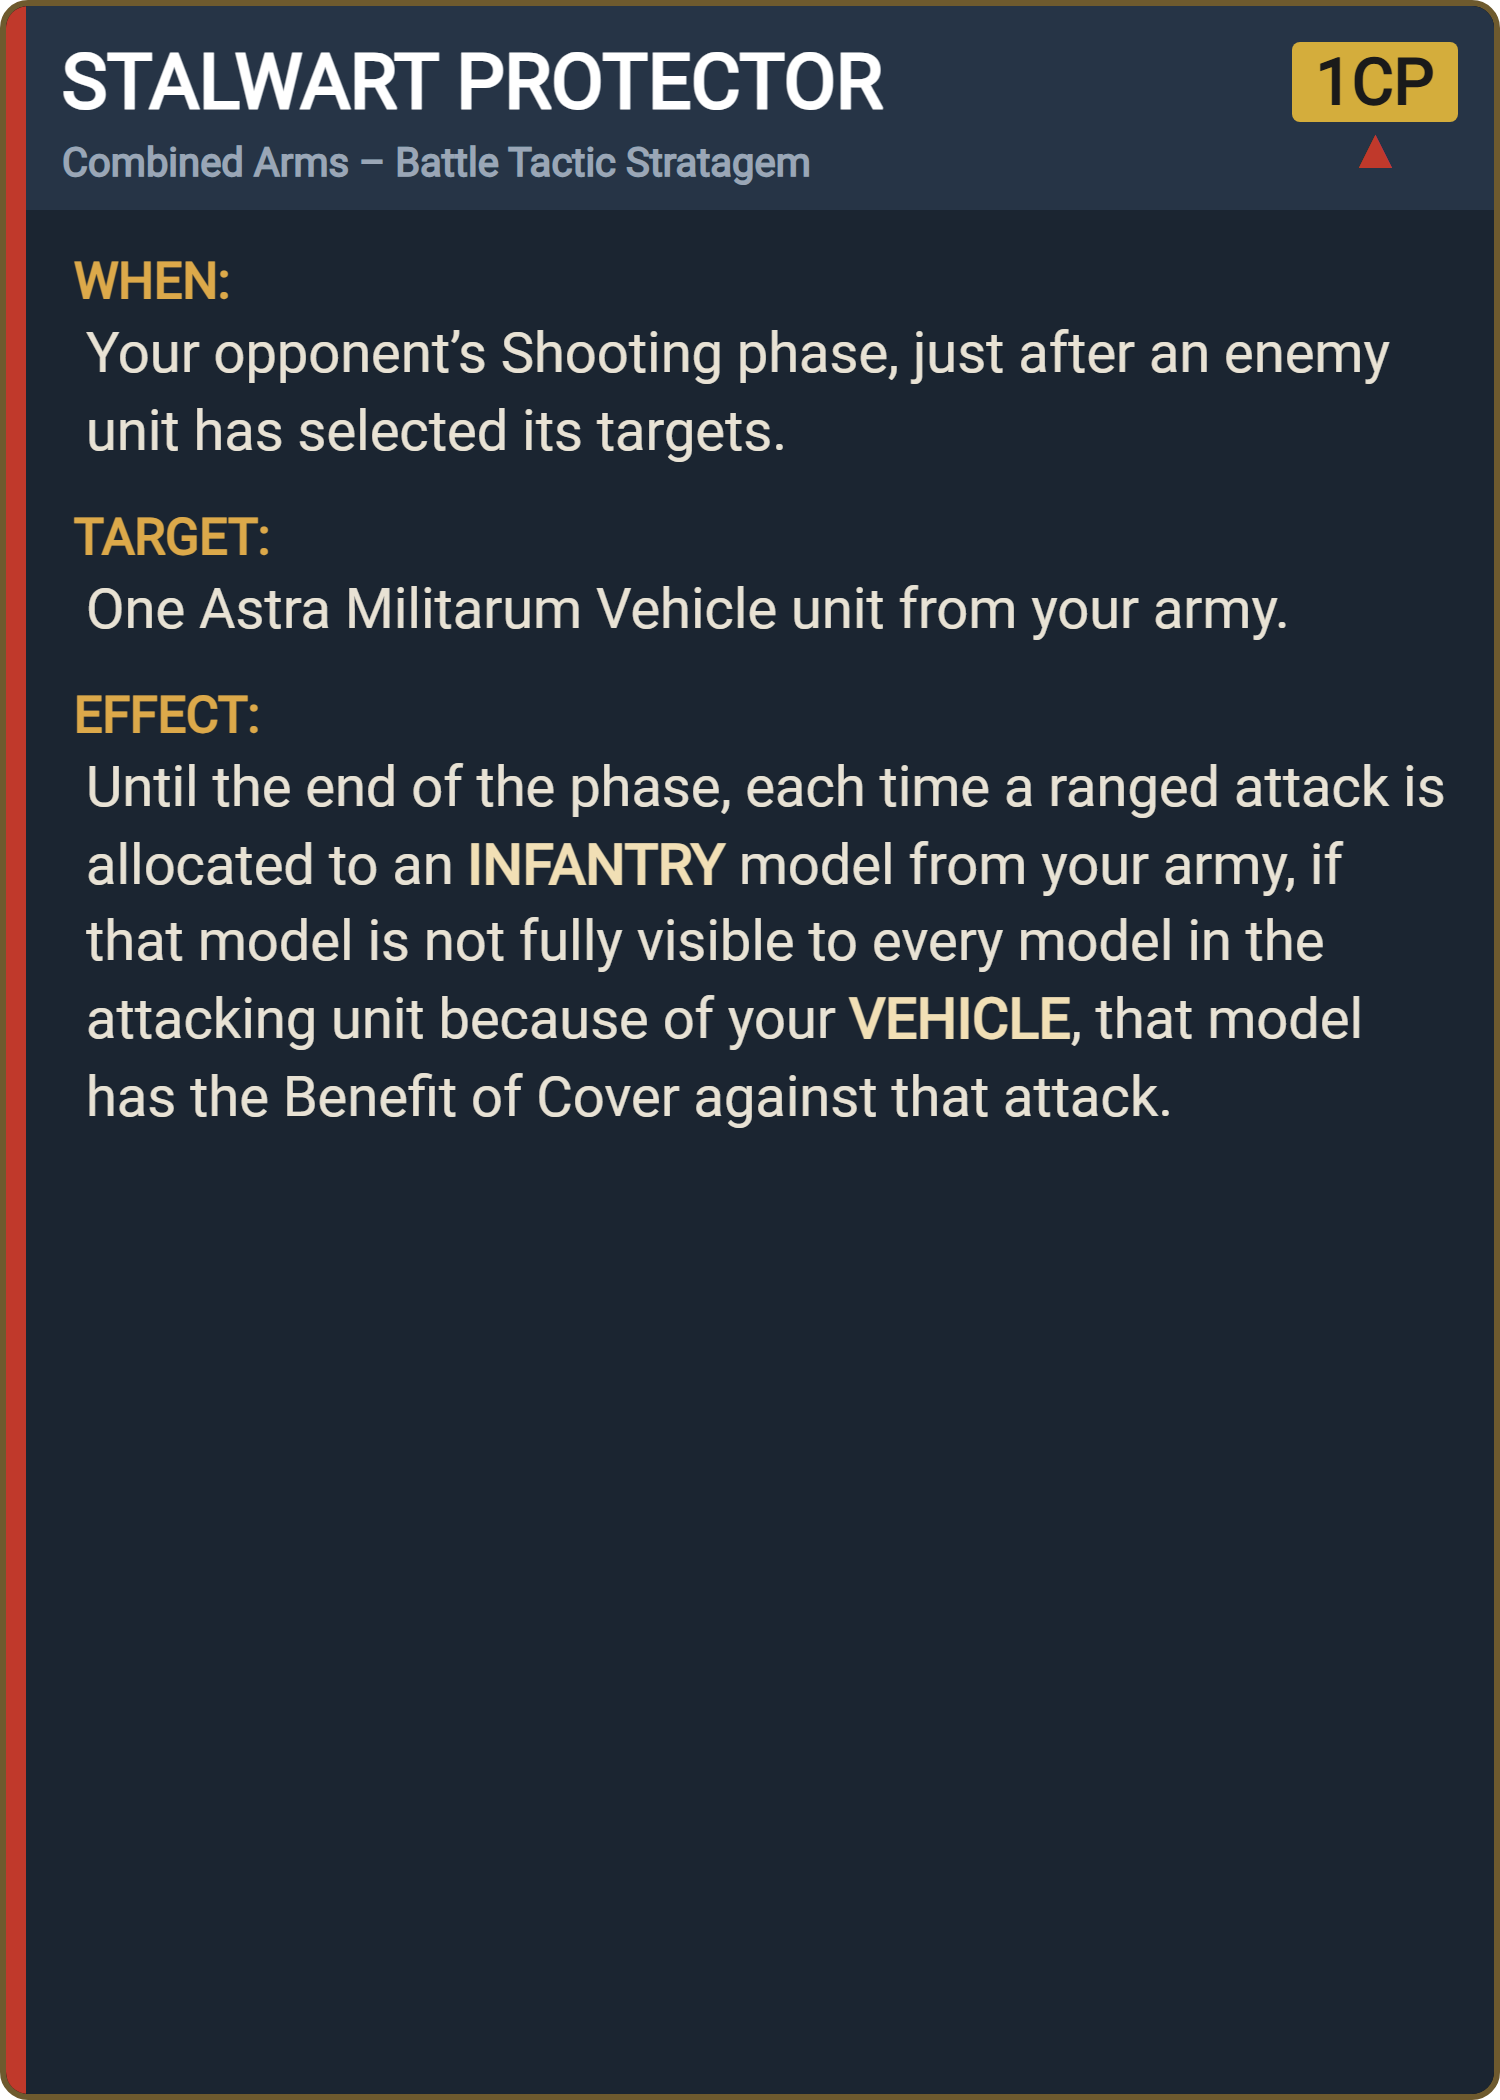 STALWART PROTECTOR
1CP
Combined Arms – Battle Tactic Stratagem
WHEN:
Your opponent’s Shooting phase, just after an enemy
unit has selected its targets.
TARGET:
One Astra Militarum Vehicle unit from your army.
EFFECT:
Until the end of the phase, each time a ranged attack is
allocated to an INFANTRY model from your army, if
that model is not fully visible to every model in the
attacking unit because of your VEHICLE, that model
has the Benefit of Cover against that attack.